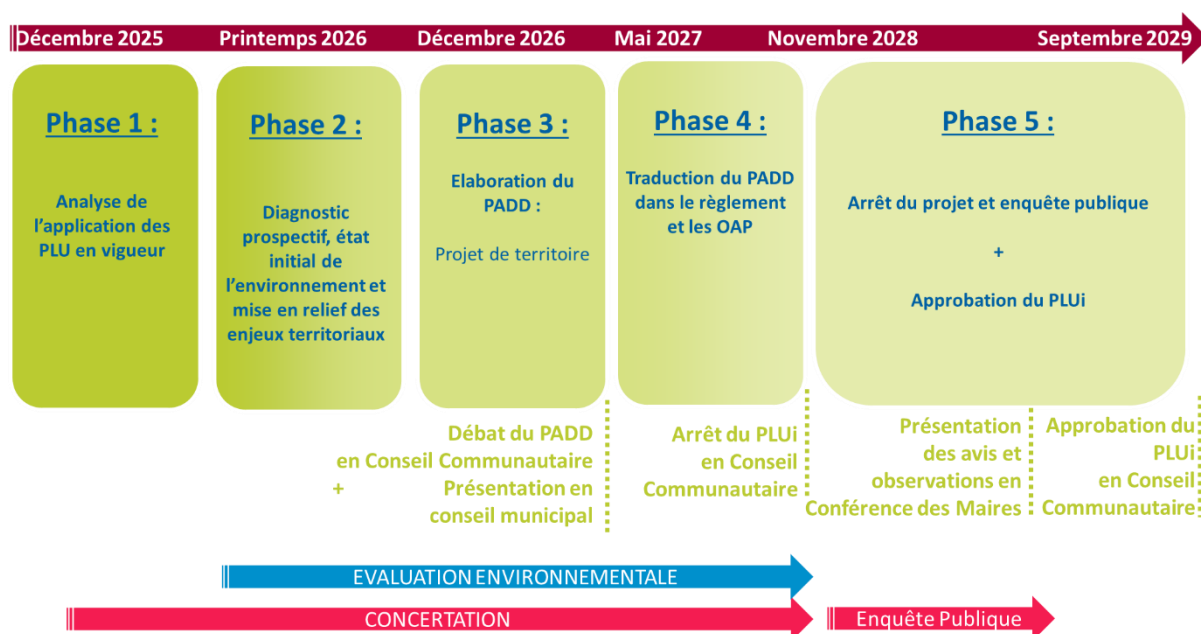 Décembre 2025 Printemps 2026 Décembre 2026 Mai 2027 Novembre 2028 Septembre 2029
Phase 1 :
Analyse de
l'application des
PLU en vigueur
Phase 2 :
Diagnostic
prospectif, état
initial de
l'environnement et
mise en relief des
enjeux territoriaux
Phase 3 :
Elaboration du
PADD :
Projet de territoire
Phase 4 :
Traduction du PADD
dans le règlement
et les OAP
Phase 5 :
Arrêt du projet et enquête publique
+
Approbation du PLUi
Débat du PADD
en Conseil Communautaire
+ Présentation en
conseil municipal
Arrêt du PLUi
en Conseil
Communautaire
Présentation
des avis et
observations en
Conférence des Maires
Approbation du
PLUi
en Conseil
Communautaire
EVALUATION ENVIRONNEMENTALE
CONCERTATION
Enquête Publique